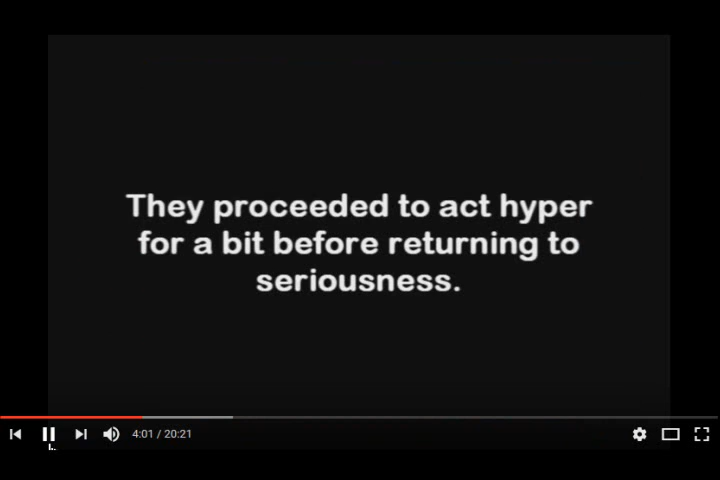 They proceeded to act hyper
for a bit before returning to
seriousness.
4:01 / 20:21